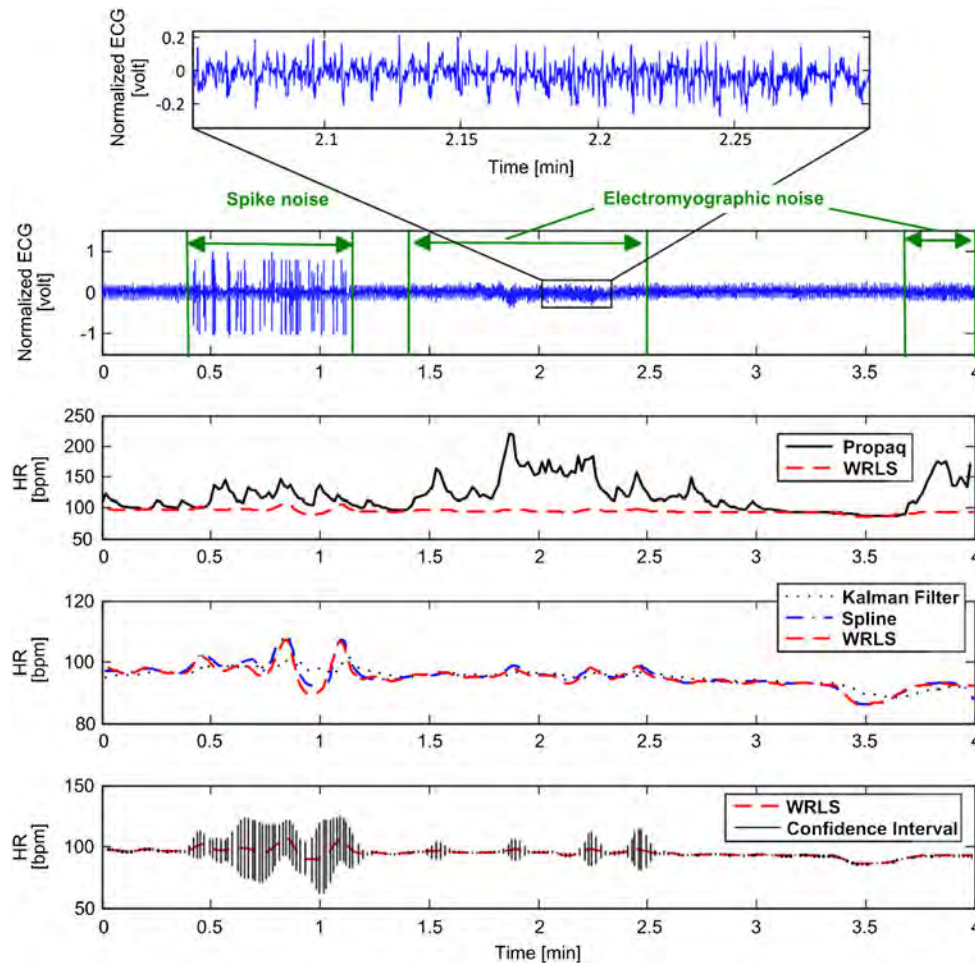 Normalized ECG
[volt]
0.2
0
-0.2
2.1 2.15 2.2 2.25
Time [min]
Spike noise
Electromyographic noise
Normalized ECG
[volt]
1
0
-1
0 0.5 1 1.5 2 2.5 3 3.5 4
HR
[bpm]
250
200
150
100
50
Propaq
WRLS
0 0.5 1 1.5 2 2.5 3 3.5 4
HR
[bpm]
120
100
80
Kalman Filter
Spline
WRLS
0 0.5 1 1.5 2 2.5 3 3.5 4
HR
[bpm]
150
100
50
WRLS
Confidence Interval
0 0.5 1 1.5 2 2.5 3 3.5 4
Time [min]